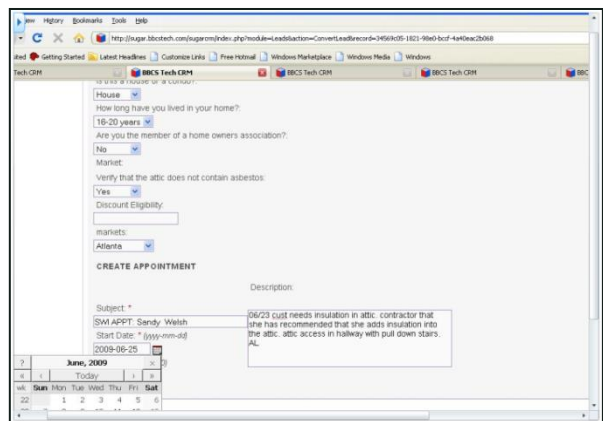 ew History Bookmarks Tools Help
http://sugar.bbcstech.com/sugarcrm/index.php?module=Leads&action=ConvertLead&record=34569c05-1821-98e0-bccf-4a40eac2b068
Getting Started Latest Headlines Customize Links Free Hotmail Windows Marketplace Windows Media Windows
Tech CRM BBCS Tech CRM BBCS Tech CRM BBCS Tech CRM BBC
Is this a house or a condo?:
House
How long have you lived in your home?:
16-20 years
Are you the member of a home owners association?:
No
Market:
Verify that the attic does not contain asbestos:
Yes
Discount Eligibility:
markets:
Atlanta
CREATE APPOINTMENT
Description:
Subject: *
SWI APPT: Sandy Welsh
06/23 cust needs insulation in attic. contractor that
she has recommended that she adds insulation into
the attic. attic access in hallway with pull down stairs.
AL
Start Date: * (yyyy-mm-dd)
2009-06-25
? June, 2009 ×
« ‹ Today › »
wk Sun Mon Tue Wed Thu Fri Sat
22 1 2 3 4 5 6